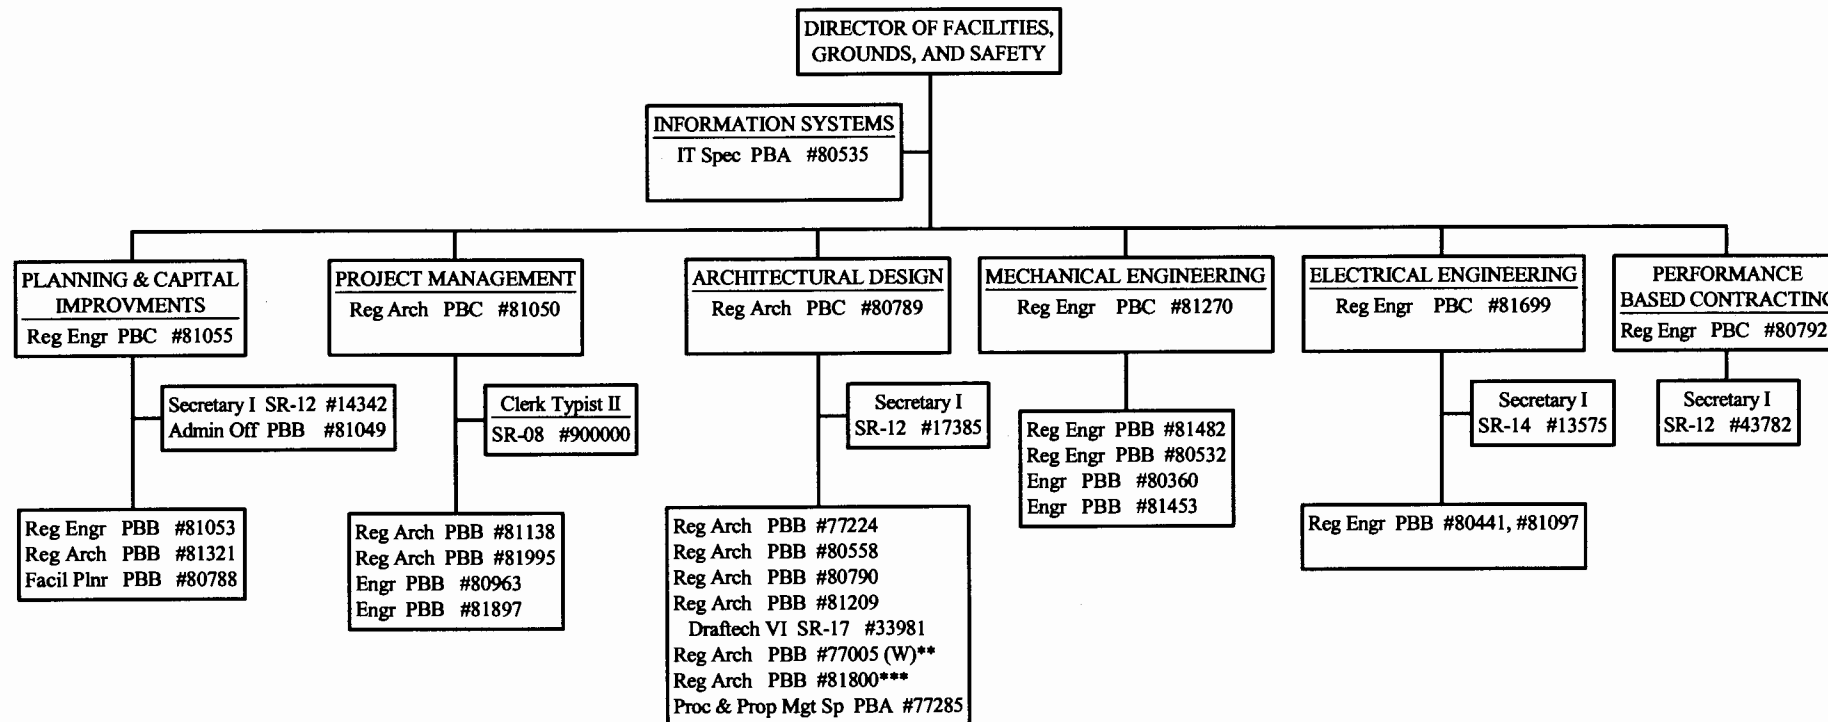 DIRECTOR OF FACILITIES,
GROUNDS, AND SAFETY
INFORMATION SYSTEMS
IT Spec PBA #80535
PLANNING & CAPITAL
IMPROVMENTS
Reg Engr PBC #81055
PROJECT MANAGEMENT
Reg Arch PBC #81050
ARCHITECTURAL DESIGN
Reg Arch PBC #80789
MECHANICAL ENGINEERING
Reg Engr PBC #81270
ELECTRICAL ENGINEERING
Reg Engr PBC #81699
PERFORMANCE
BASED CONTRACTING
Reg Engr PBC #80792
Secretary I SR-12 #14342
Admin Off PBB #81049
Clerk Typist II
SR-08 #900000
Secretary I
SR-12 #17385
Reg Engr PBB #81482
Reg Engr PBB #80532
Engr PBB #80360
Engr PBB #81453
Secretary I
SR-14 #13575
Secretary I
SR-12 #43782
Reg Engr PBB #81053
Reg Arch PBB #81321
Facil Plnr PBB #80788
Reg Arch PBB #81138
Reg Arch PBB #81995
Engr PBB #80963
Engr PBB #81897
Reg Arch PBB #77224
Reg Arch PBB #80558
Reg Arch PBB #80790
Reg Arch PBB #81209
Draftech VI SR-17 #33981
Reg Arch PBB #77005 (W)**
Reg Arch PBB #81800***
Proc & Prop Mgt Sp PBA #77285
Reg Engr PBB #80441, #81097